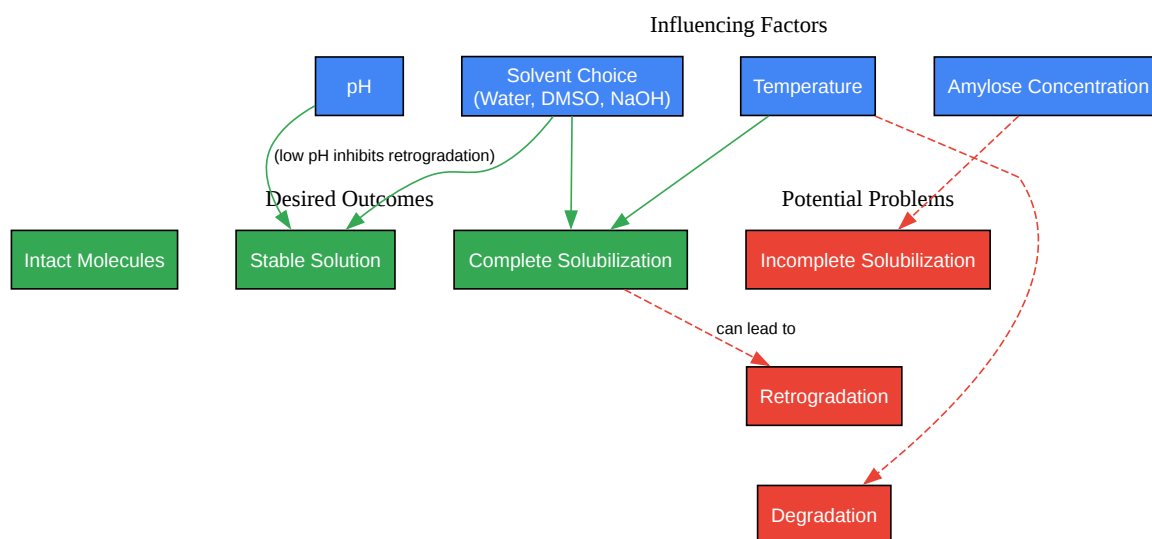 Influencing Factors
pH
Solvent Choice
(Water, DMSO, NaOH)
Temperature
Amylose Concentration
(low pH inhibits retrogradation)
Desired Outcomes
Potential Problems
Intact Molecules
Stable Solution
Complete Solubilization
Incomplete Solubilization
can lead to
Retrogradation
Degradation